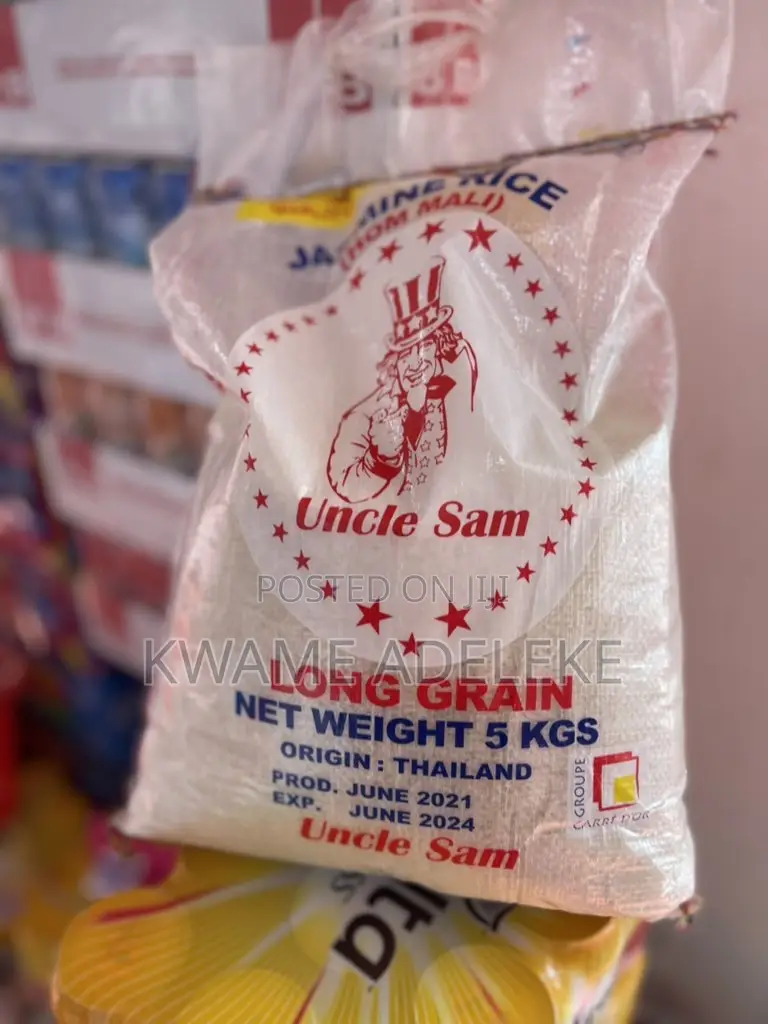 JASMINE RICE
(HOM MALI)
Uncle Sam
POSTED ON JIJI
KWAME ADELEKE
LONG GRAIN
NET WEIGHT 5 KGS
ORIGIN : THAILAND
PROD. JUNE 2021
EXP. JUNE 2024
Uncle Sam
GROUPE
CARRÉ D'OR